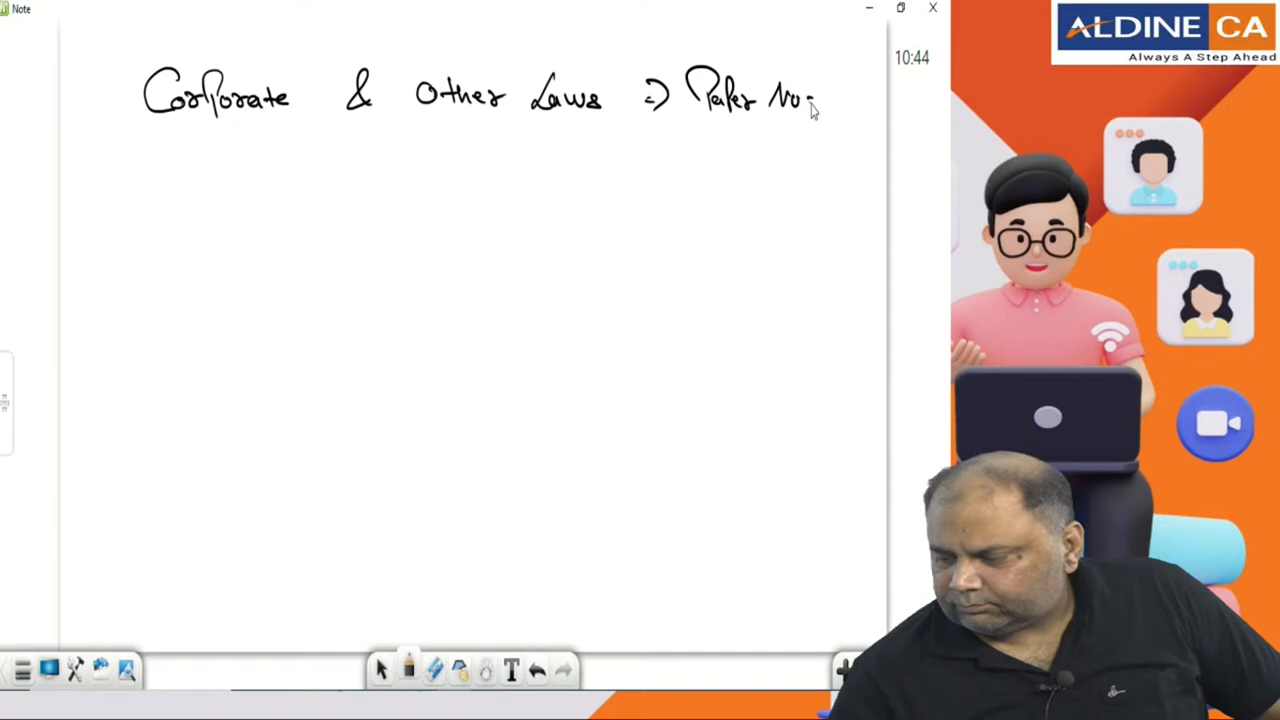 Note
ALDINE CA
Always A Step Ahead
10:44
Corporate & Other Laws => Paper No-
T